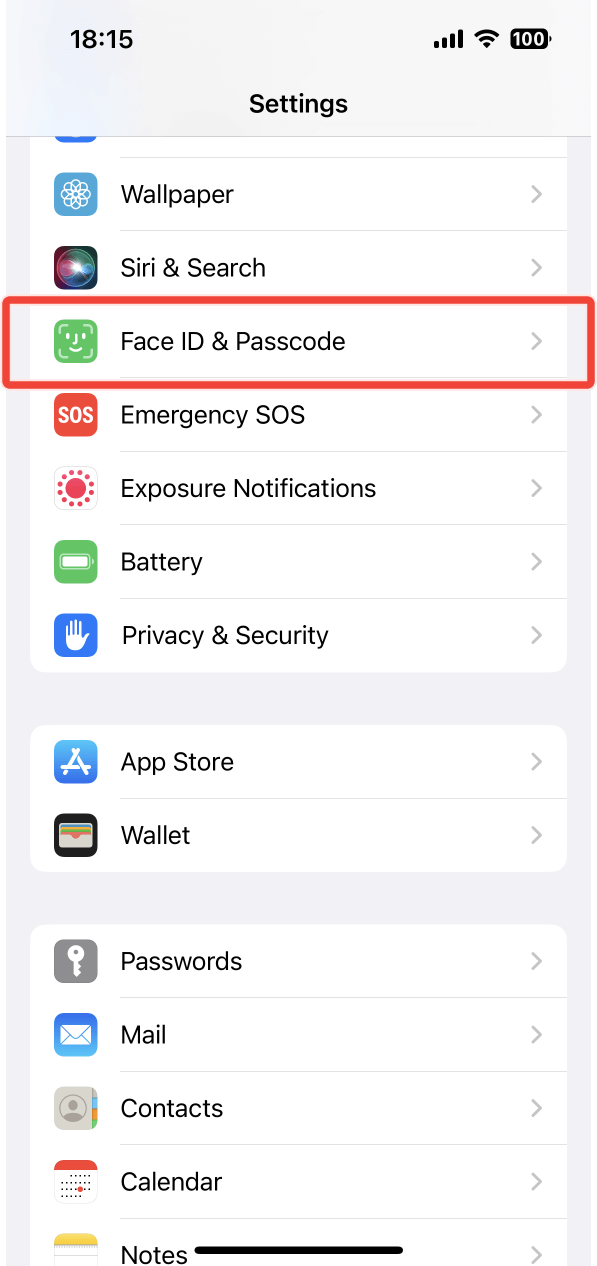 18:15
100
Settings
Wallpaper
Siri & Search
Face ID & Passcode
SOS
Emergency SOS
Exposure Notifications
Battery
Privacy & Security
App Store
Wallet
Passwords
Mail
Contacts
Calendar
Notes